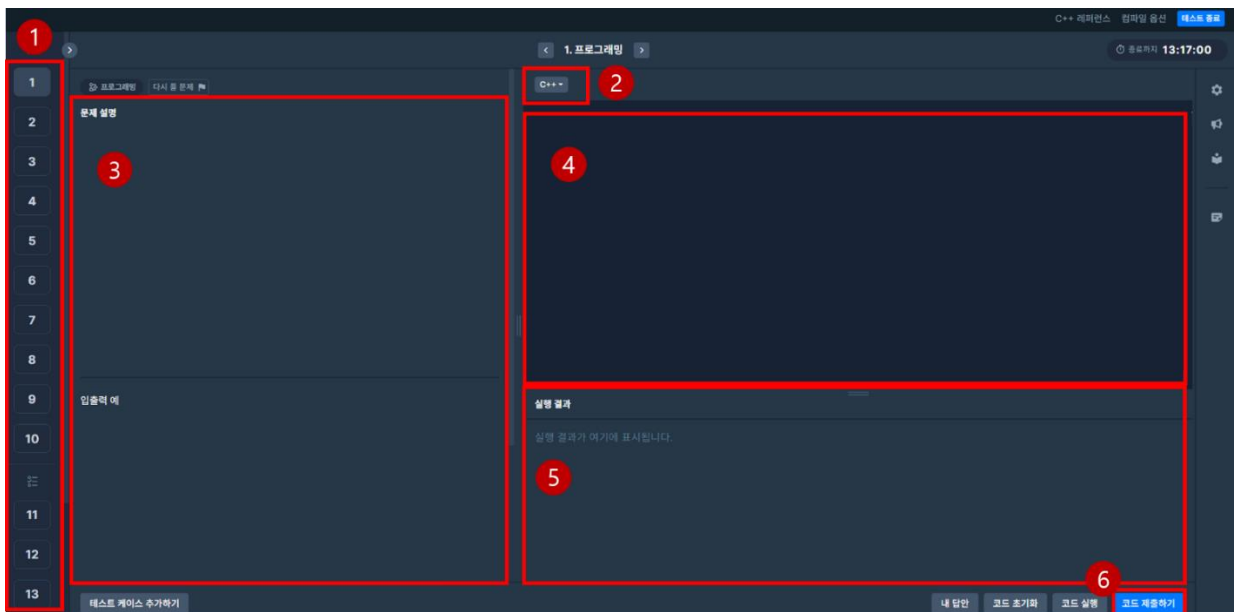 C++ 레퍼런스 컴파일 옵션 테스트 종료
1
1. 프로그래밍
종료까지 13:17:00
1
프로그래밍 다시 풀 문제
C++
2
문제 설명
2
3
3
4
4
5
6
7
8
9
입출력 예
실행 결과
10
실행 결과가 여기에 표시됩니다.
5
11
12
6
13
테스트 케이스 추가하기
내 답안 코드 초기화 코드 실행 코드 제출하기